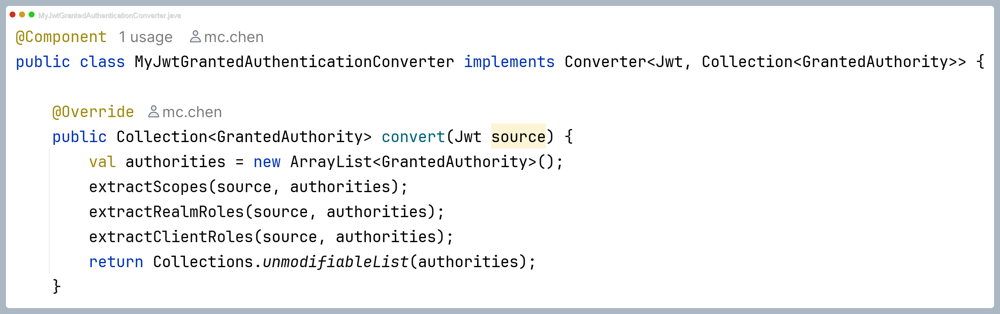 MyJwtGrantedAuthenticationConverter.java
@Component 1 usage mc.chen
public class MyJwtGrantedAuthenticationConverter implements Converter<Jwt, Collection<GrantedAuthority>> {
@Override mc.chen
public Collection<GrantedAuthority> convert(Jwt source) {
val authorities = new ArrayList<GrantedAuthority>();
extractScopes(source, authorities);
extractRealmRoles(source, authorities);
extractClientRoles(source, authorities);
return Collections.unmodifiableList(authorities);
}